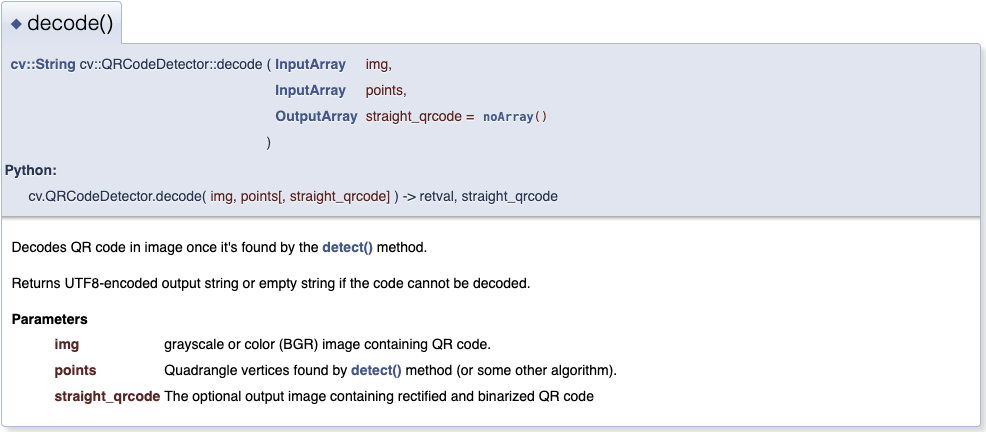 ◆ decode()
cv::String cv::QRCodeDetector::decode ( InputArray img,
InputArray points,
OutputArray straight_qrcode = noArray()
)
Python:
cv.QRCodeDetector.decode( img, points[, straight_qrcode] ) -> retval, straight_qrcode
Decodes QR code in image once it's found by the detect() method.
Returns UTF8-encoded output string or empty string if the code cannot be decoded.
Parameters
img grayscale or color (BGR) image containing QR code.
points Quadrangle vertices found by detect() method (or some other algorithm).
straight_qrcode The optional output image containing rectified and binarized QR code